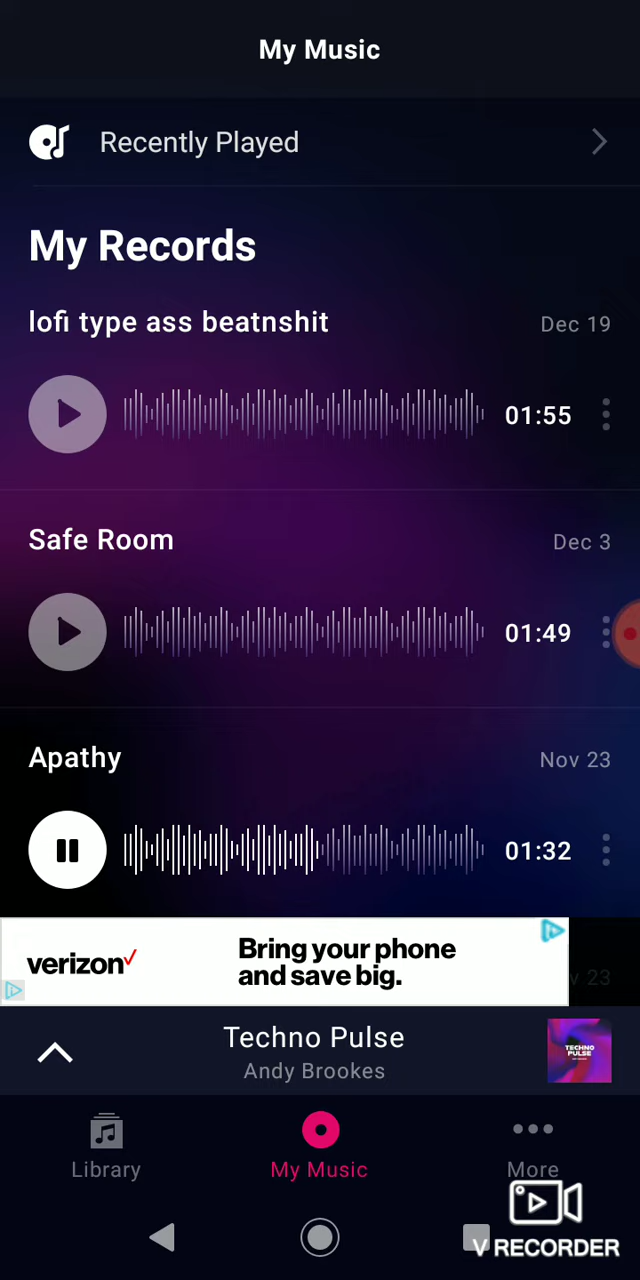 My Music
Recently Played
My Records
lofi type ass beatnshit
Dec 19
01:55
Safe Room
Dec 3
01:49
Apathy
Nov 23
01:32
verizon
Bring your phone
and save big.
v 23
Techno Pulse
Andy Brookes
TECHNO
PULSE
Library
My Music
More
V RECORDER